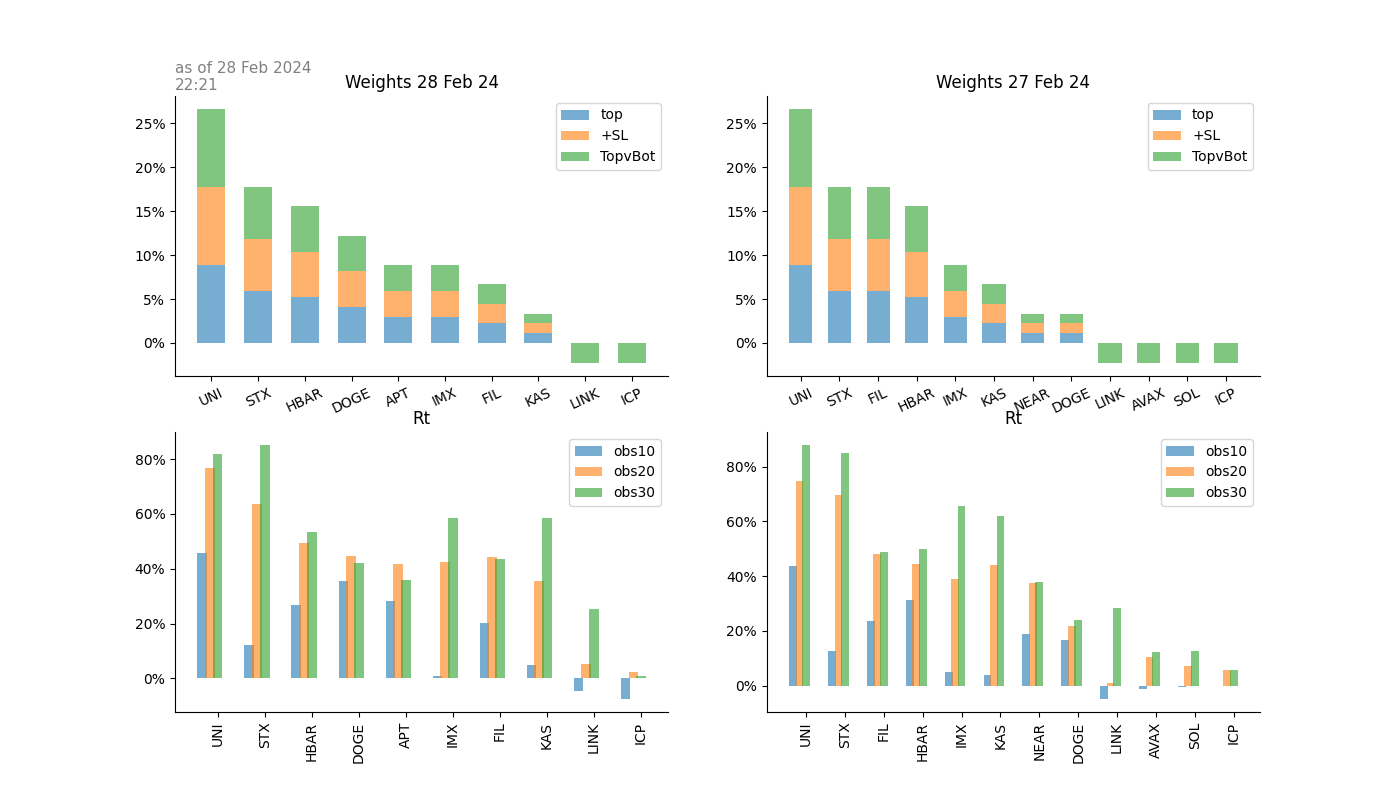 as of 28 Feb 2024
22:21
Weights 28 Feb 24
25%
20%
15%
10%
5%
0%
top
+SL
TopvBot
UNI STX HBAR DOGE APT IMX FIL KAS LINK ICP
Weights 27 Feb 24
25%
20%
15%
10%
5%
0%
top
+SL
TopvBot
UNI STX FIL HBAR IMX KAS NEAR DOGE LINK AVAX SOL ICP
Rt
80%
60%
40%
20%
0%
obs10
obs20
obs30
UNI STX HBAR DOGE APT IMX FIL KAS LINK ICP
Rt
80%
60%
40%
20%
0%
obs10
obs20
obs30
UNI STX FIL HBAR IMX KAS NEAR DOGE LINK AVAX SOL ICP